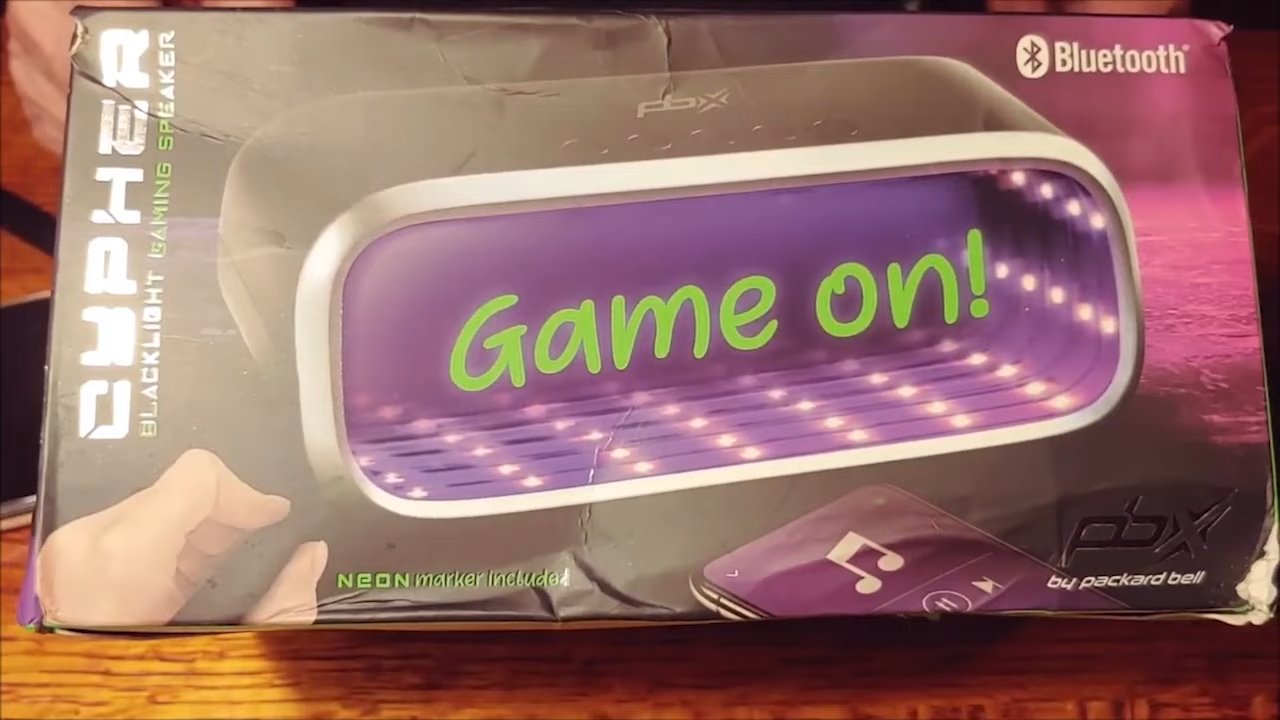 CYPHER
BLACKLIGHT GAMING SPEAKER
Bluetooth®
pbx
Game on!
NEON marker included
pbx
by packard bell